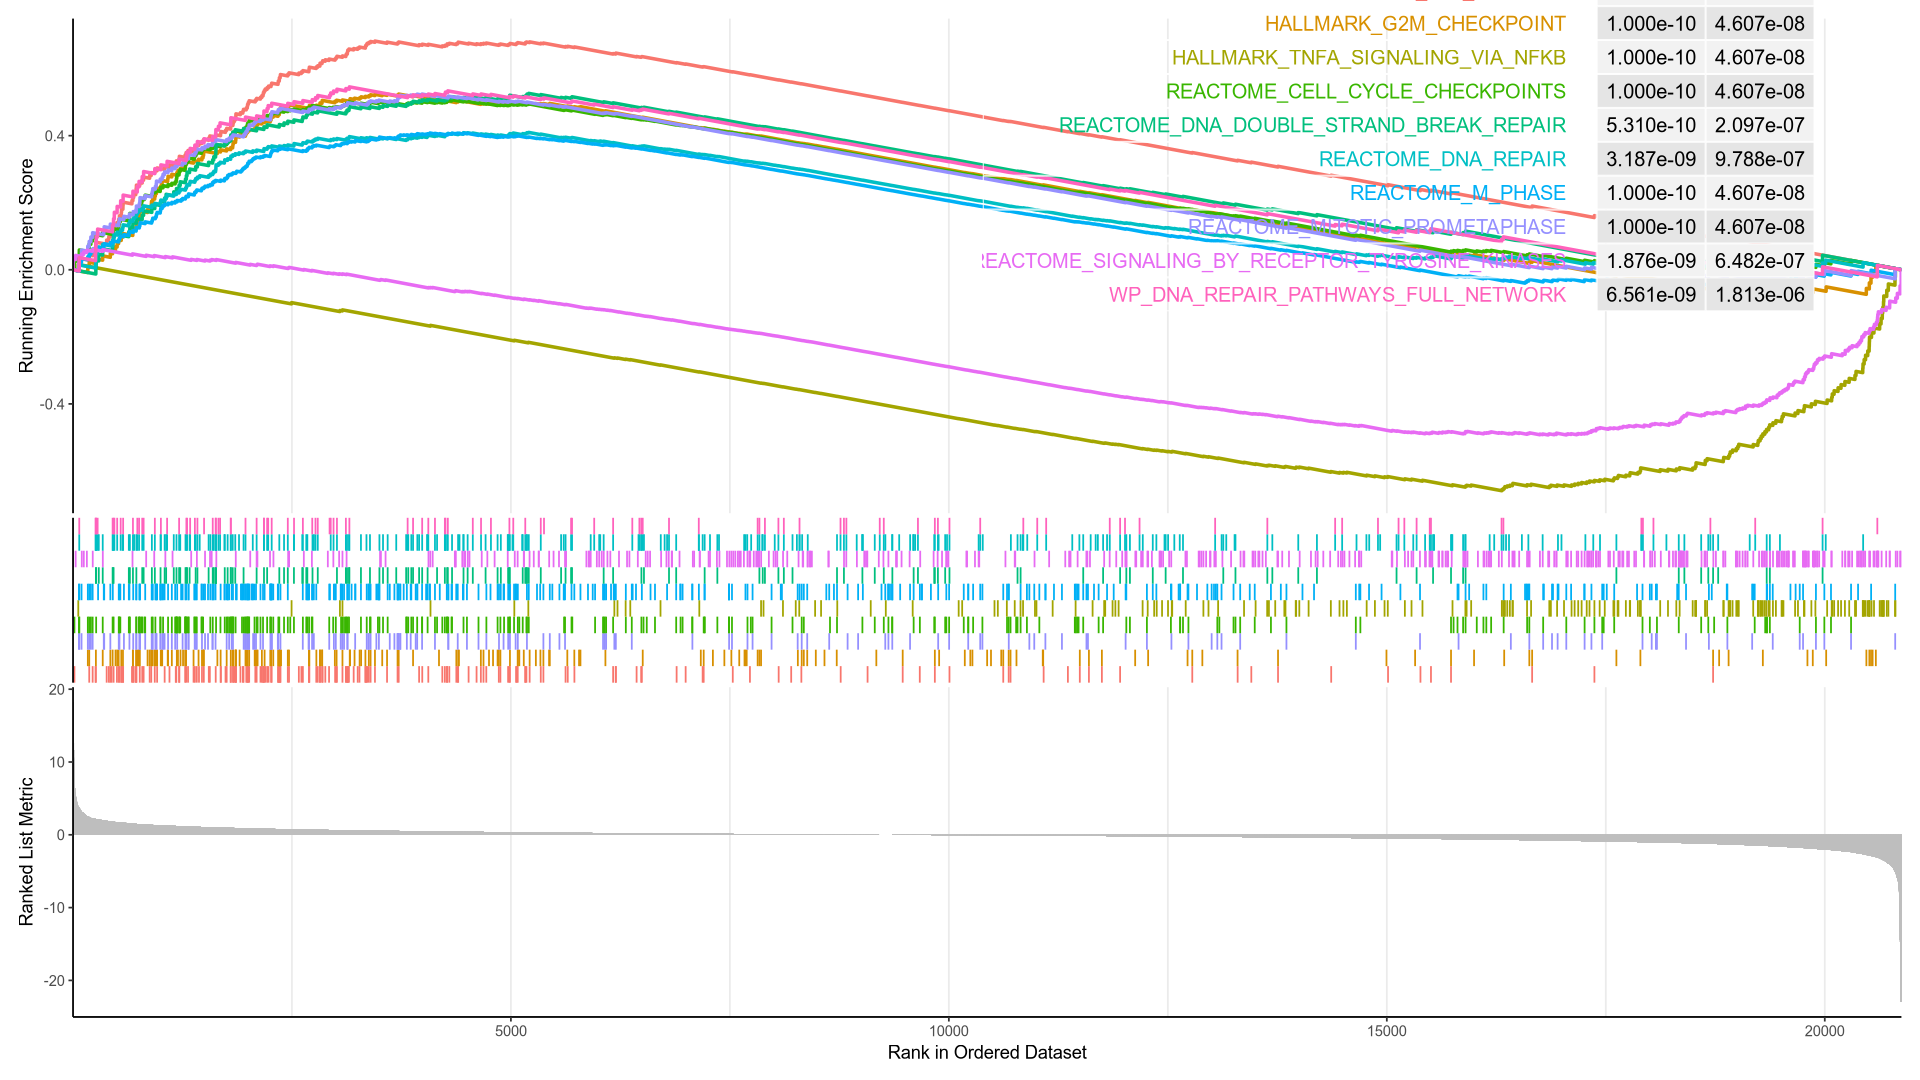 HALLMARK_G2M_CHECKPOINT 1.000e-10 4.607e-08
HALLMARK_TNFA_SIGNALING_VIA_NFKB 1.000e-10 4.607e-08
REACTOME_CELL_CYCLE_CHECKPOINTS 1.000e-10 4.607e-08
REACTOME_DNA_DOUBLE_STRAND_BREAK_REPAIR 5.310e-10 2.097e-07
REACTOME_DNA_REPAIR 3.187e-09 9.788e-07
REACTOME_M_PHASE 1.000e-10 4.607e-08
REACTOME_MITOTIC_PROMETAPHASE 1.000e-10 4.607e-08
EACTOME_SIGNALING_BY_RECEPTOR_TYROSINE_KINASES 1.876e-09 6.482e-07
WP_DNA_REPAIR_PATHWAYS_FULL_NETWORK 6.561e-09 1.813e-06
Running Enrichment Score
0.4
0.0
-0.4
Ranked List Metric
20
10
0
-10
-20
5000 10000 15000 20000
Rank in Ordered Dataset